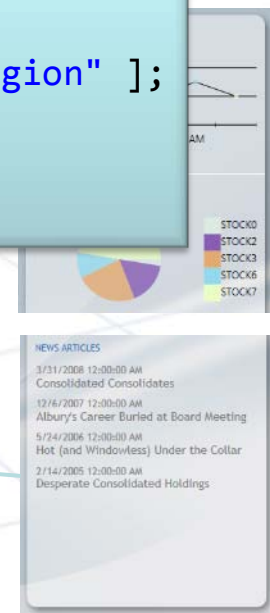 gion" ];
AM
STOCK0
STOCK2
STOCK3
STOCK6
STOCK7
NEWS ARTICLES
3/31/2008 12:00:00 AM
Consolidated Consolidates
12/6/2007 12:00:00 AM
Albury's Career Buried at Board Meeting
5/24/2006 12:00:00 AM
Hot (and Windowless) Under the Collar
2/14/2005 12:00:00 AM
Desperate Consolidated Holdings